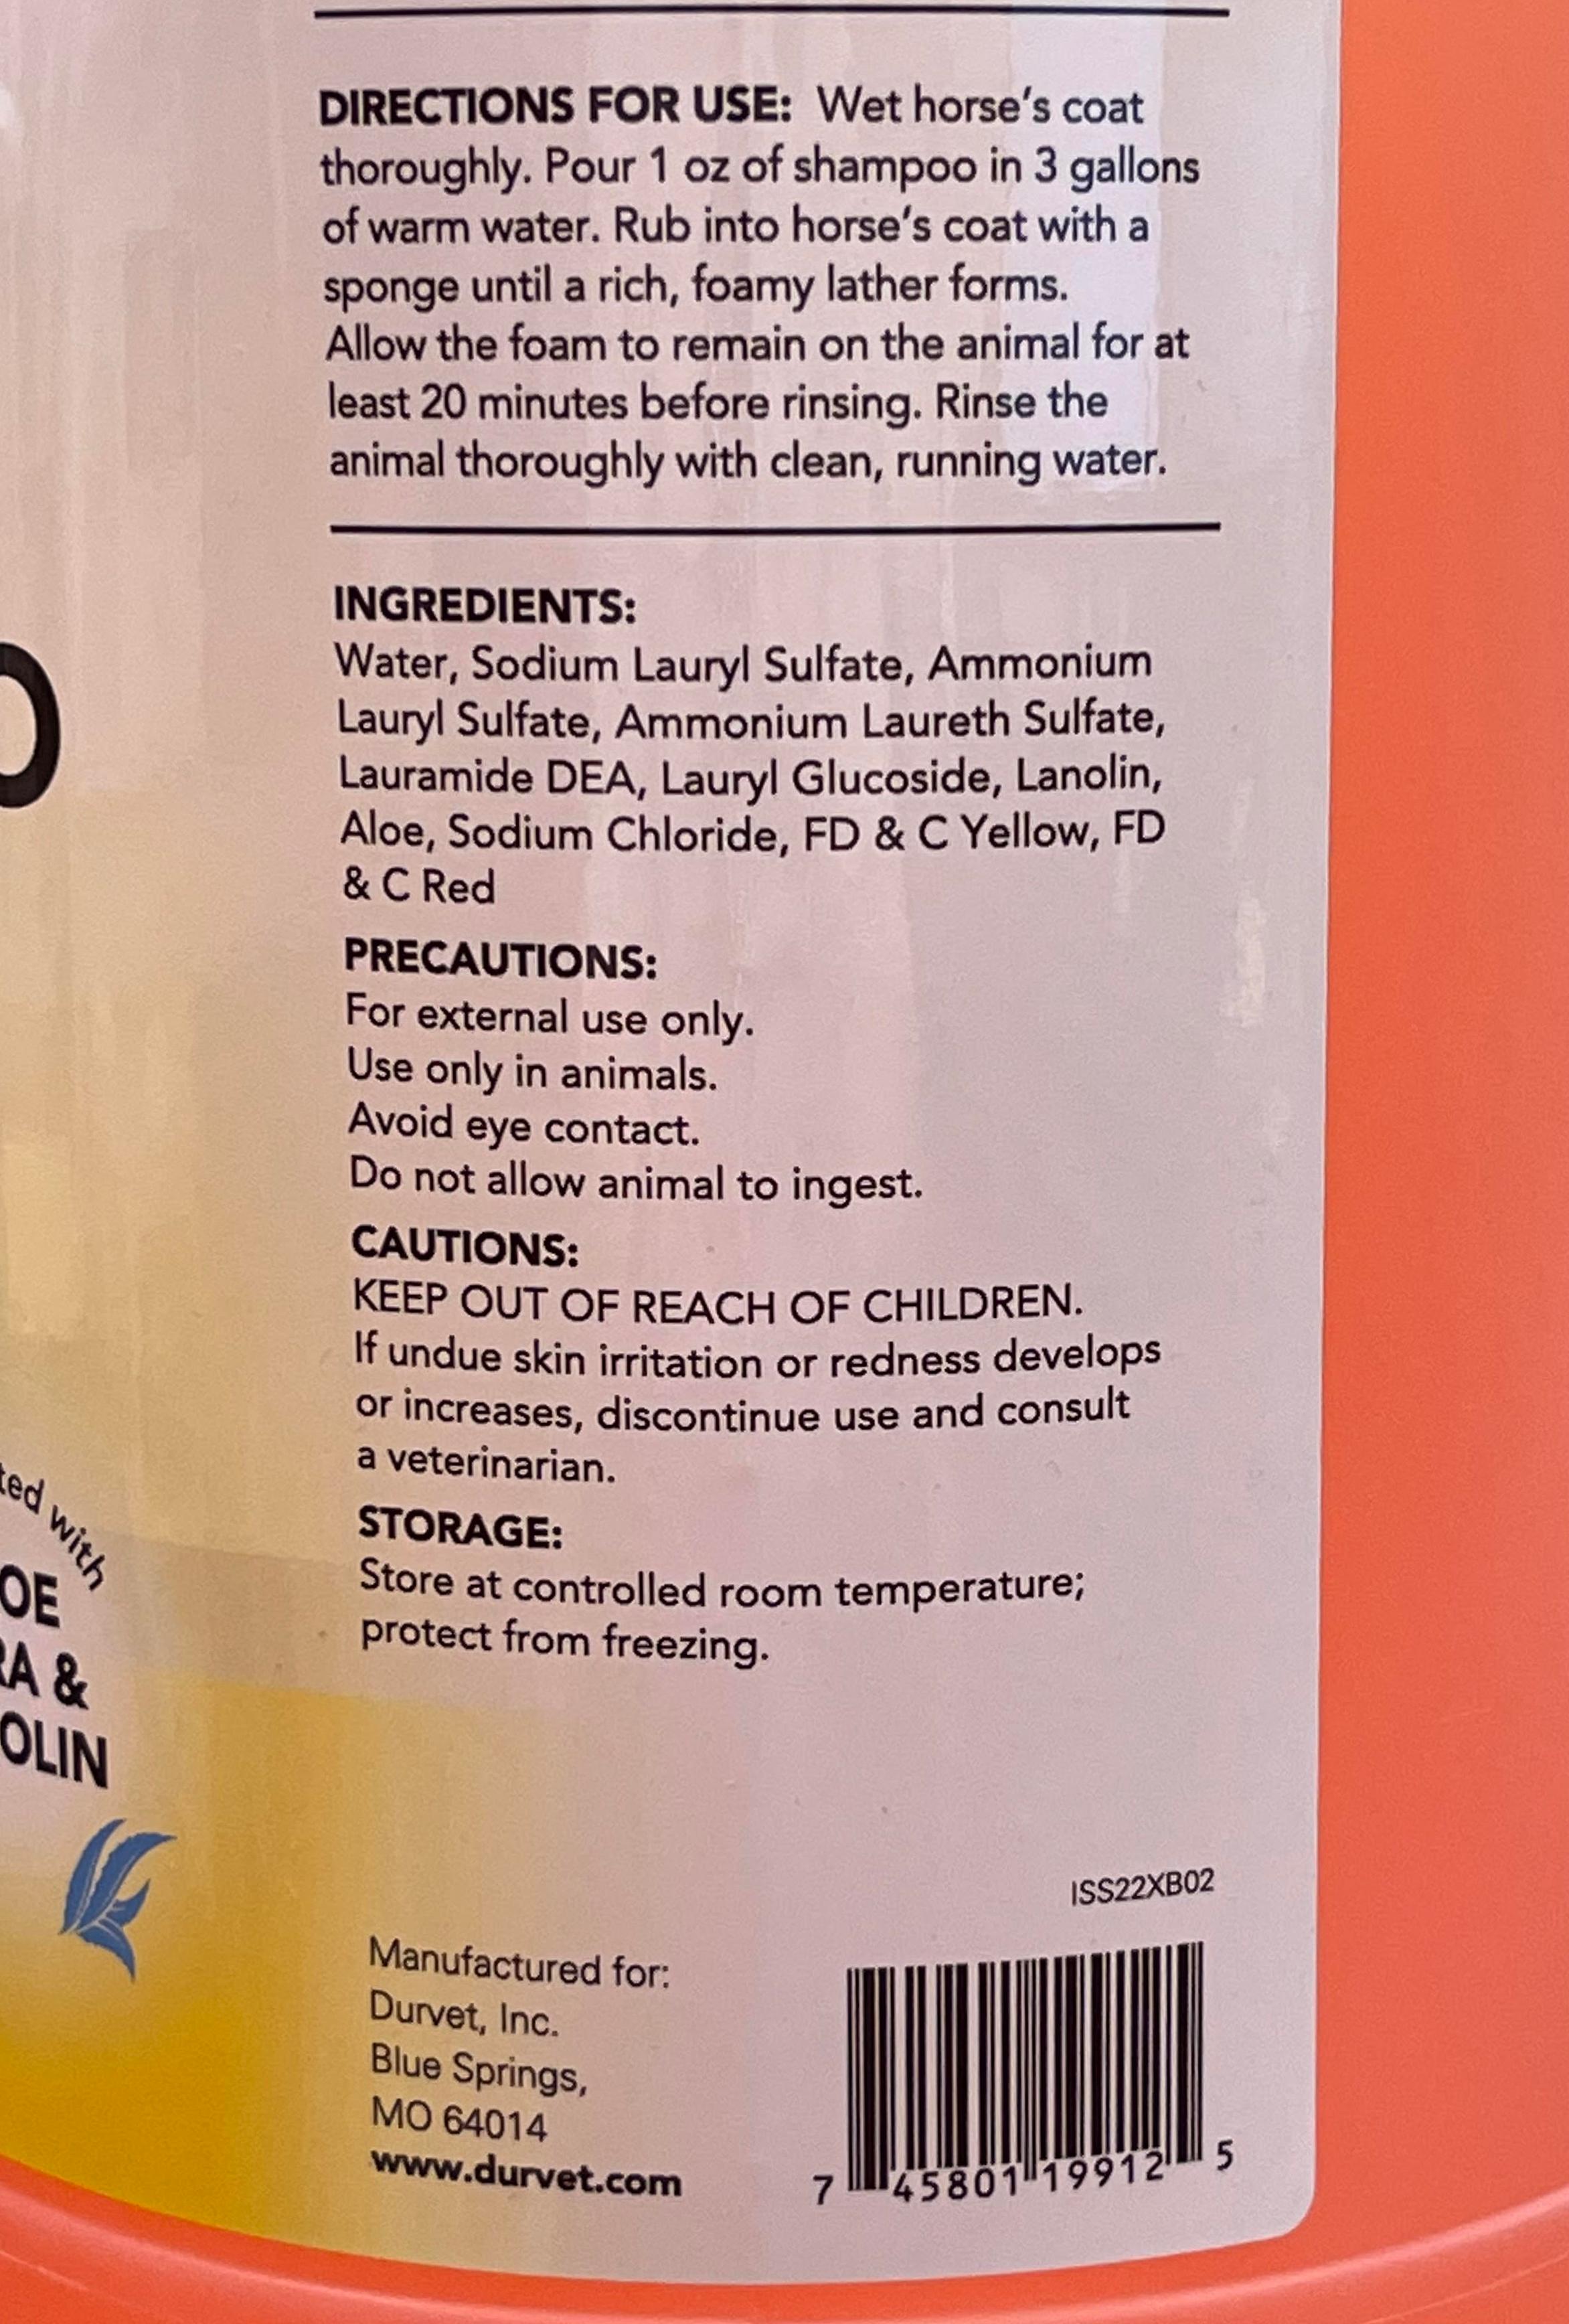 DIRECTIONS FOR USE: Wet horse's coat
thoroughly. Pour 1 oz of shampoo in 3 gallons
of warm water. Rub into horse's coat with a
sponge until a rich, foamy lather forms.
Allow the foam to remain on the animal for at
least 20 minutes before rinsing. Rinse the
animal thoroughly with clean, running water.
INGREDIENTS:
Water, Sodium Lauryl Sulfate, Ammonium
Lauryl Sulfate, Ammonium Laureth Sulfate,
Lauramide DEA, Lauryl Glucoside, Lanolin,
Aloe, Sodium Chloride, FD & C Yellow, FD
& C Red
PRECAUTIONS:
For external use only.
Use only in animals.
Avoid eye contact.
Do not allow animal to ingest.
CAUTIONS:
KEEP OUT OF REACH OF CHILDREN.
If undue skin irritation or redness develops
or increases, discontinue use and consult
a veterinarian.
STORAGE:
Store at controlled room temperature;
protect from freezing.
ted with
OE
RA &
OLIN
ISS22XB02
Manufactured for:
Durvet, Inc.
Blue Springs,
MO 64014
www.durvet.com
7 45801 19912 5